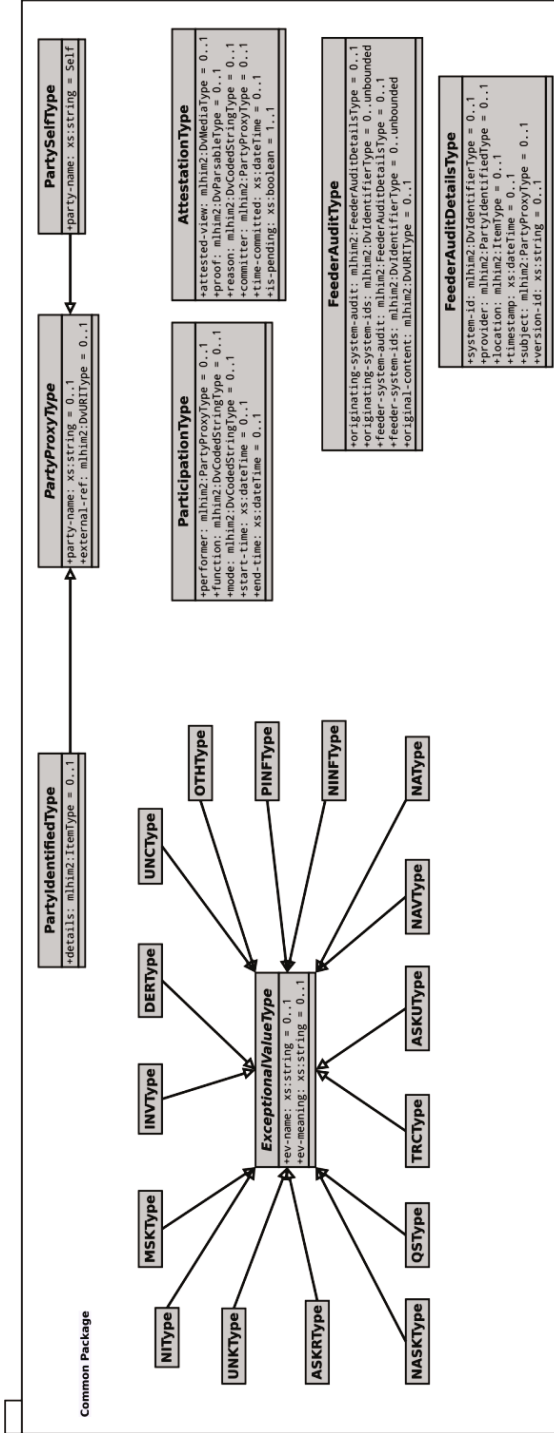 Common Package
PartyIdentifiedType
+details: mlhim2:ItemType = 0..1
PartyProxyType
+party-name: xs:string = 0..1
+external-ref: mlhim2:DvURIType = 0..1
PartySelfType
+party-name: xs:string = Self
NIType
MSKType
INVType
DERType
UNCType
OTHType
UNKType
PINFType
ExceptionalValueType
+ev-name: xs:string = 0..1
+ev-meaning: xs:string = 0..1
ASKRType
NINFType
NASKType
QSType
TRCType
ASKUType
NAVType
NAType
ParticipationType
+performer: mlhim2:PartyProxyType = 0..1
+function: mlhim2:DvCodedStringType = 0..1
+mode: mlhim2:DvCodedStringType = 0..1
+start-time: xs:dateTime = 0..1
+end-time: xs:dateTime = 0..1
AttestationType
+attested-view: mlhim2:DvMediaType = 0..1
+proof: mlhim2:DvParsableType = 0..1
+reason: mlhim2:DvCodedStringType = 0..1
+committer: mlhim2:PartyProxyType = 0..1
+time-committed: xs:dateTime = 0..1
+is-pending: xs:boolean = 1..1
FeederAuditType
+originating-system-audit: mlhim2:FeederAuditDetailsType = 0..1
+originating-system-ids: mlhim2:DvIdentifierType = 0..unbounded
+feeder-system-audit: mlhim2:FeederAuditDetailsType = 0..1
+feeder-system-ids: mlhim2:DvIdentifierType = 0..unbounded
+original-content: mlhim2:DvURIType = 0..1
FeederAuditDetailsType
+system-id: mlhim2:DvIdentifierType = 0..1
+provider: mlhim2:PartyIdentifiedType = 0..1
+location: mlhim2:ItemType = 0..1
+timestamp: xs:dateTime = 0..1
+subject: mlhim2:PartyProxyType = 0..1
+version-id: xs:string = 0..1